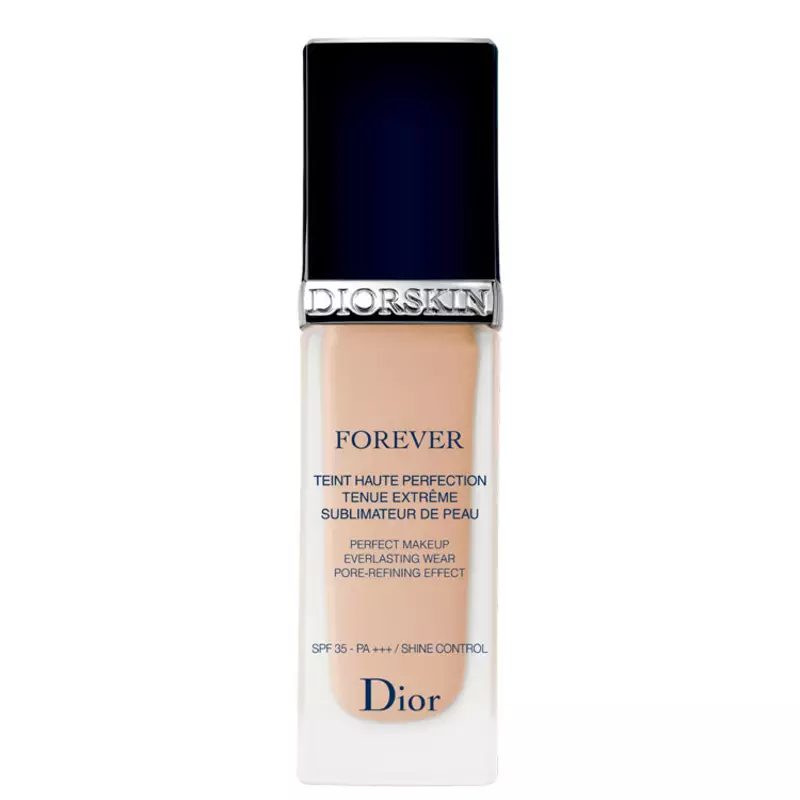 DIORSKIN
FOREVER
TEINT HAUTE PERFECTION
TENUE EXTRÊME
SUBLIMATEUR DE PEAU
PERFECT MAKEUP
EVERLASTING WEAR
PORE-REFINING EFFECT
SPF 35 - PA +++ / SHINE CONTROL
Dior